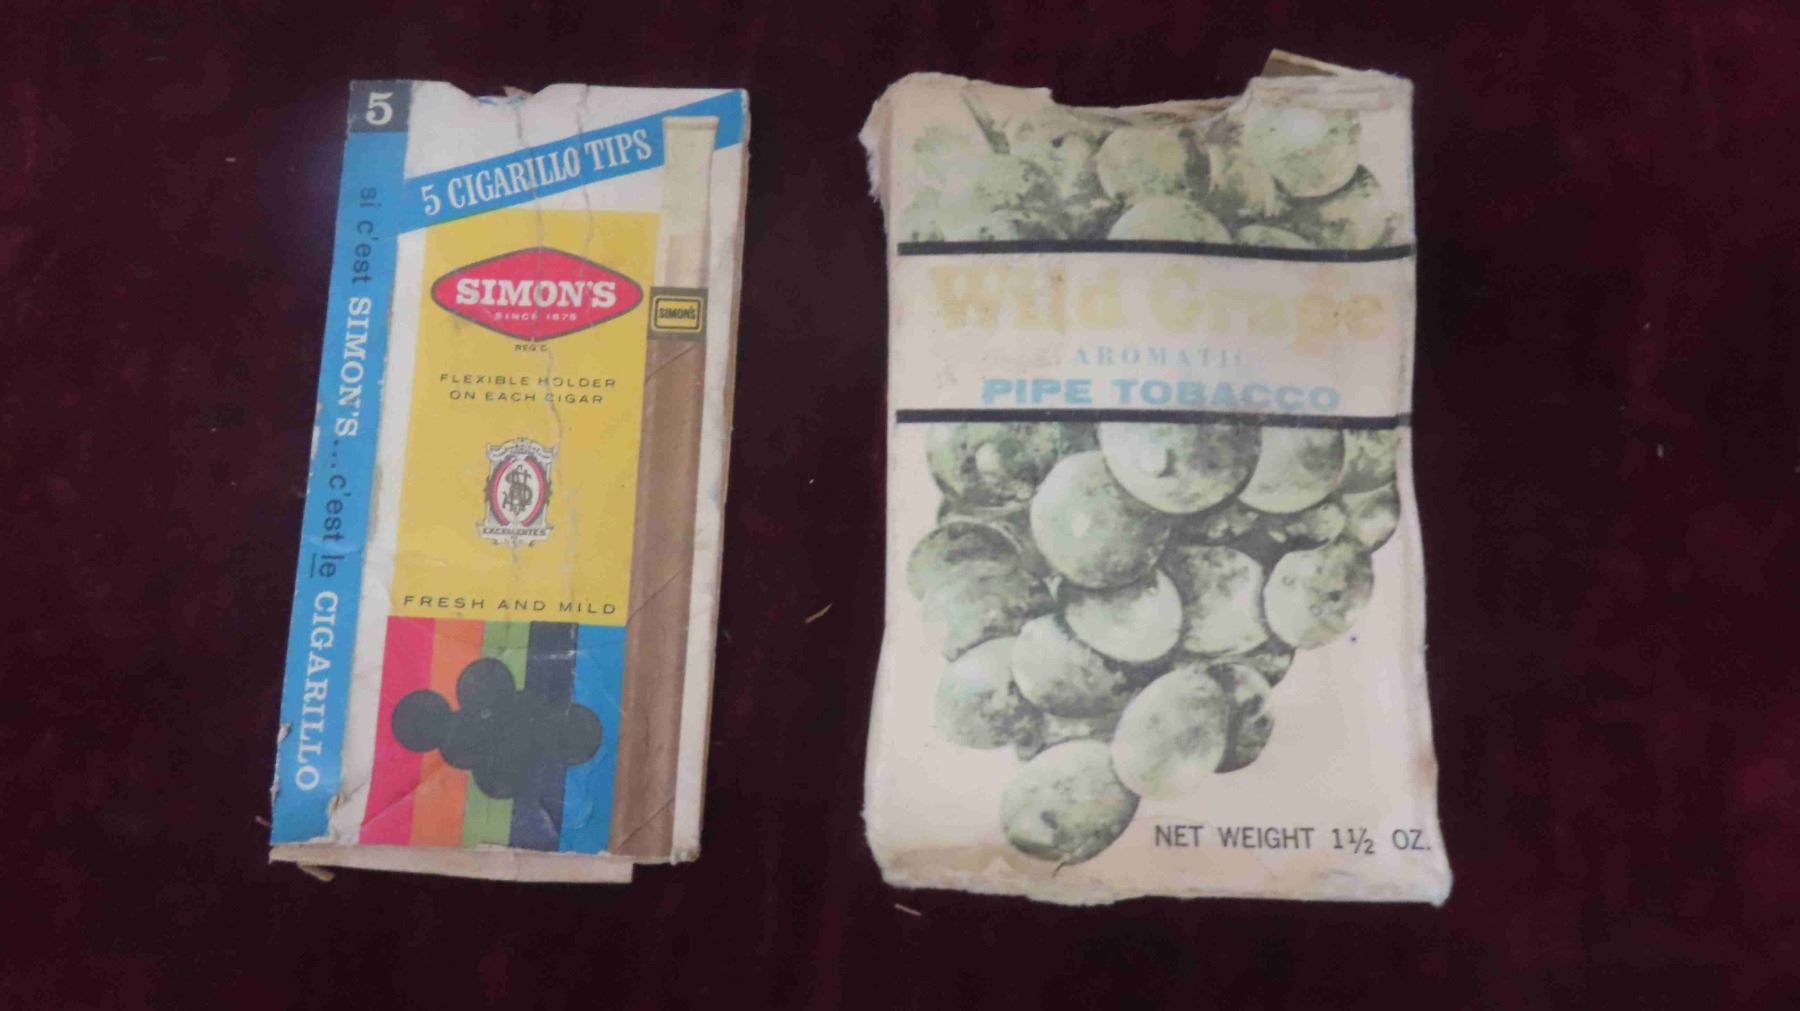 5
si c'est SIMON'S...c'est le CIGARILLO
5 CIGARILLO TIPS
SIMON'S
SINCE 1875
REG'D
SIMON'S
FLEXIBLE HOLDER
ON EACH CIGAR
EXCELENTES
FRESH AND MILD
Wild Grape
AROMATIC
PIPE TOBACCO
NET WEIGHT 1½ OZ.